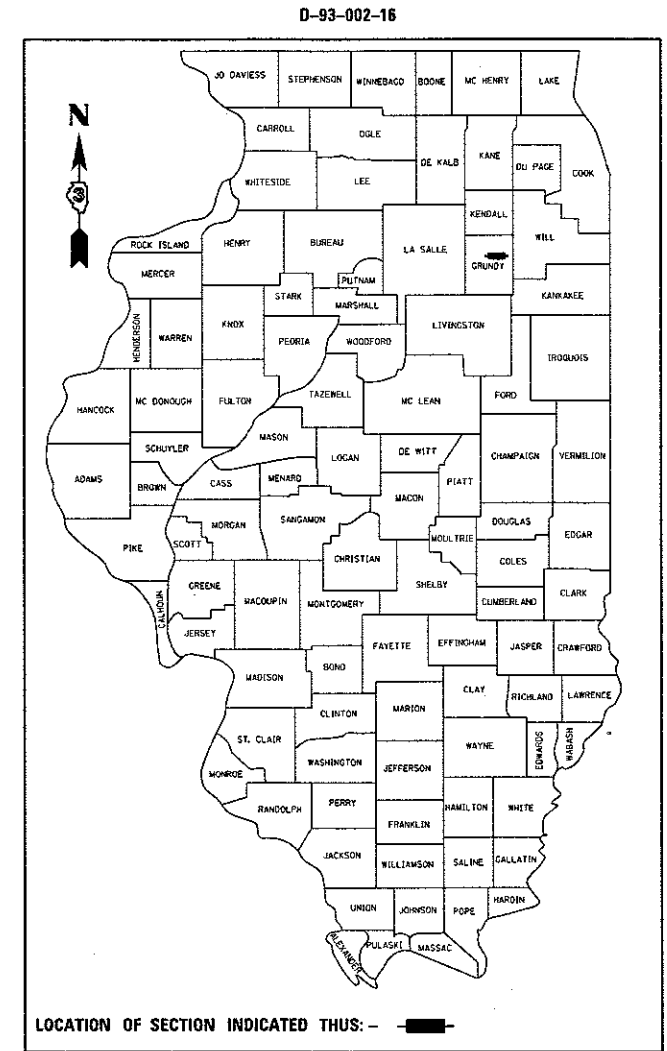 D-93-002-16
JO DAVIESS STEPHENSON WINNEBAGO BOONE MC HENRY LAKE
N
CARROLL OGLE
DE KALB KANE DU PAGE COOK
WHITESIDE LEE
3
KENDALL
ROCK ISLAND HENRY BUREAU LA SALLE WILL
GRUNDY
MERCER PUTNAM
STARK MARSHALL KANKAKEE
HENDERSON WARREN KNOX LIVINGSTON
PEORIA WOODFORD IROQUOIS
TAZEWELL MC LEAN FORD
HANCOCK MC DONOUGH FULTON
MASON
SCHUYLER LOGAN DE WITT CHAMPAIGN VERMILION
ADAMS BROWN CASS MENARD PIATT
MACON
MORGAN SANGAMON DOUGLAS
PIKE SCOTT MOULTRIE EDGAR
CHRISTIAN COLES
GREENE SHELBY
CALHOUN MACOUPIN MONTGOMERY CUMBERLAND CLARK
JERSEY
FAYETTE EFFINGHAM JASPER CRAWFORD
BOND
MADISON CLAY
RICHLAND LAWRENCE
CLINTON MARION
ST. CLAIR WAYNE EDWARDS WABASH
WASHINGTON JEFFERSON
MONROE
RANDOLPH PERRY HAMILTON WHITE
FRANKLIN
JACKSON WILLIAMSON SALINE GALLATIN
HARDIN
UNION JOHNSON POPE
ALEXANDER PULASKI MASSAC
LOCATION OF SECTION INDICATED THUS: -